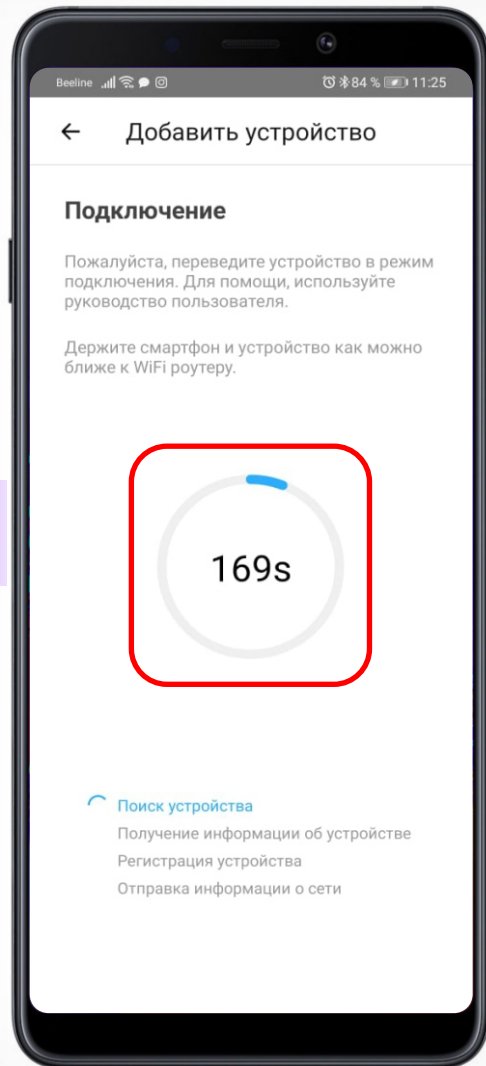 Beeline 84 % 11:25
Добавить устройство
Подключение
Пожалуйста, переведите устройство в режим
подключения. Для помощи, используйте
руководство пользователя.
Держите смартфон и устройство как можно
ближе к WiFi роутеру.
169s
Поиск устройства
Получение информации об устройстве
Регистрация устройства
Отправка информации о сети